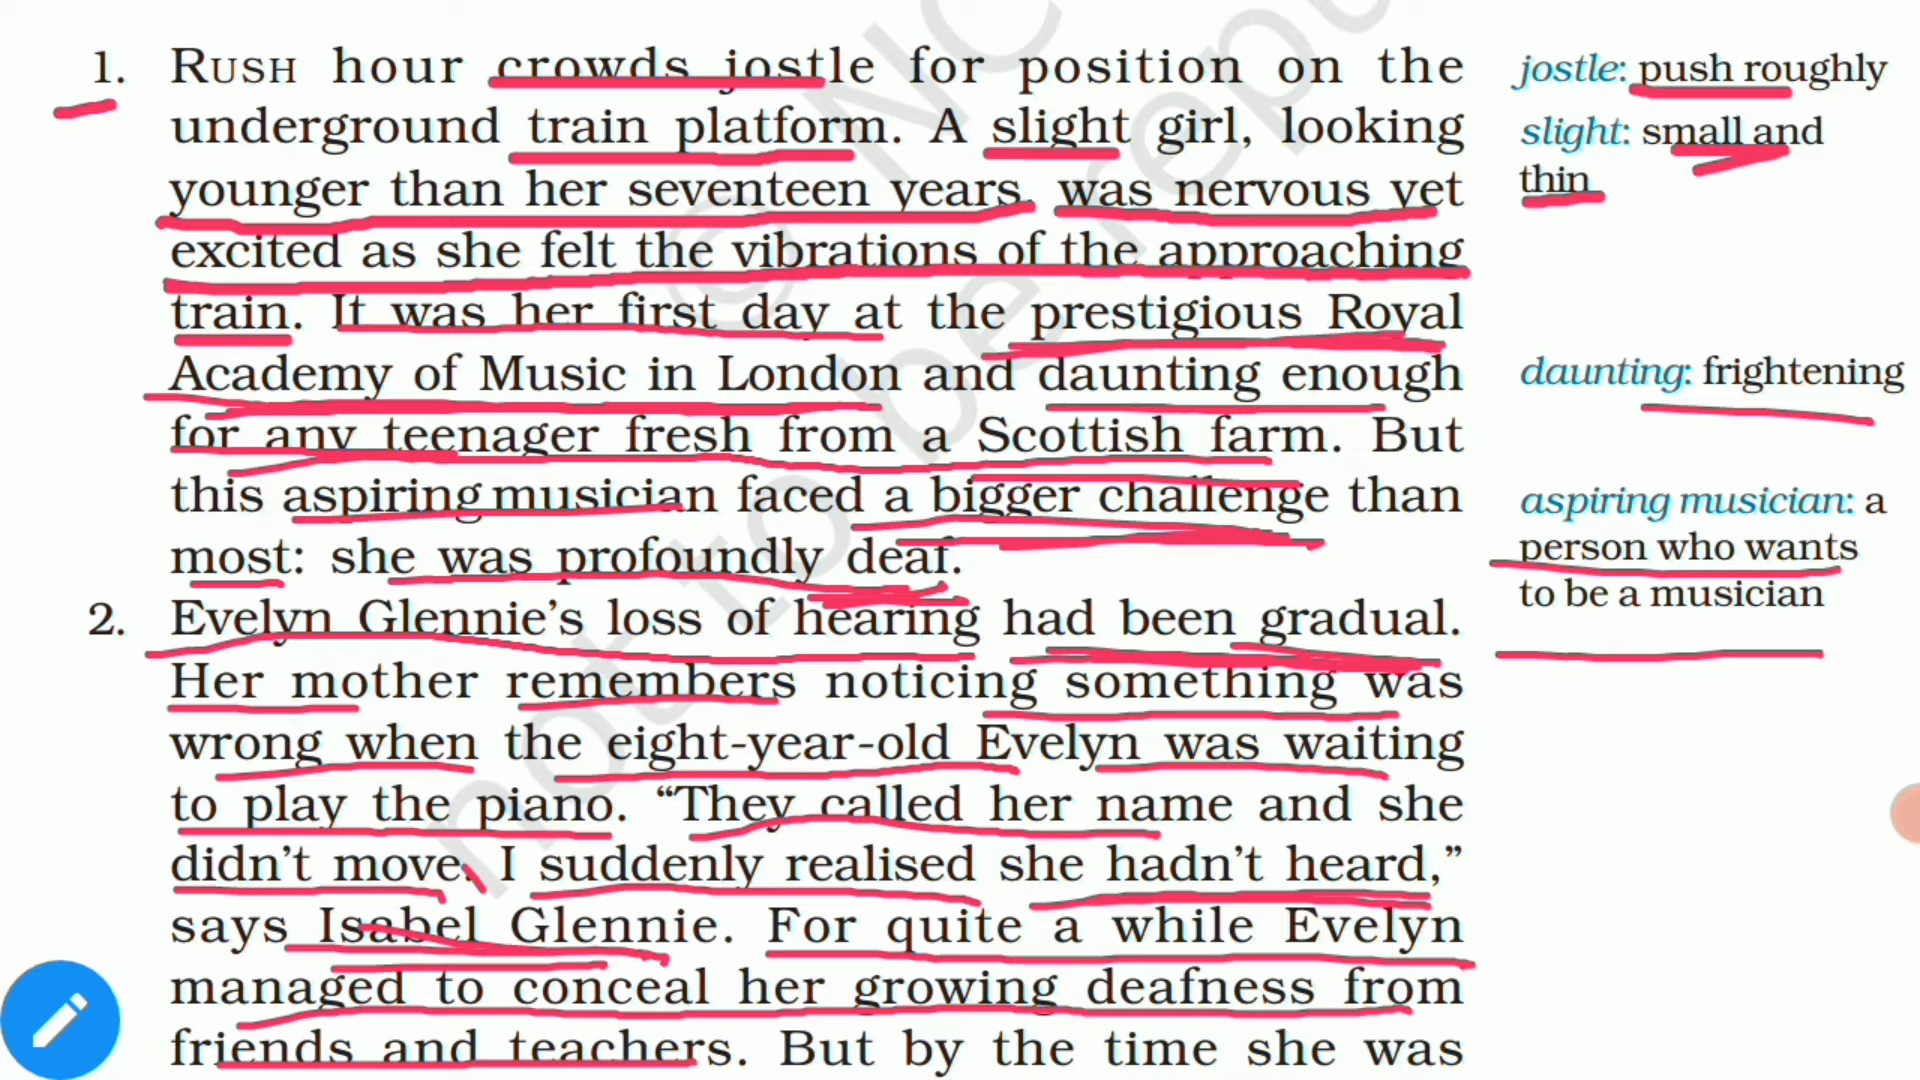 1. RUSH hour crowds jostle for position on the
underground train platform. A slight girl, looking
younger than her seventeen years, was nervous yet
excited as she felt the vibrations of the approaching
train. It was her first day at the prestigious Royal
Academy of Music in London and daunting enough
for any teenager fresh from a Scottish farm. But
this aspiring musician faced a bigger challenge than
most: she was profoundly deaf.
2. Evelyn Glennie’s loss of hearing had been gradual.
Her mother remembers noticing something was
wrong when the eight-year-old Evelyn was waiting
to play the piano. “They called her name and she
didn’t move. I suddenly realised she hadn’t heard,”
says Isabel Glennie. For quite a while Evelyn
managed to conceal her growing deafness from
friends and teachers. But by the time she was
jostle: push roughly
slight: small and
thin
daunting: frightening
aspiring musician: a
person who wants
to be a musician
© NC
not to be repu